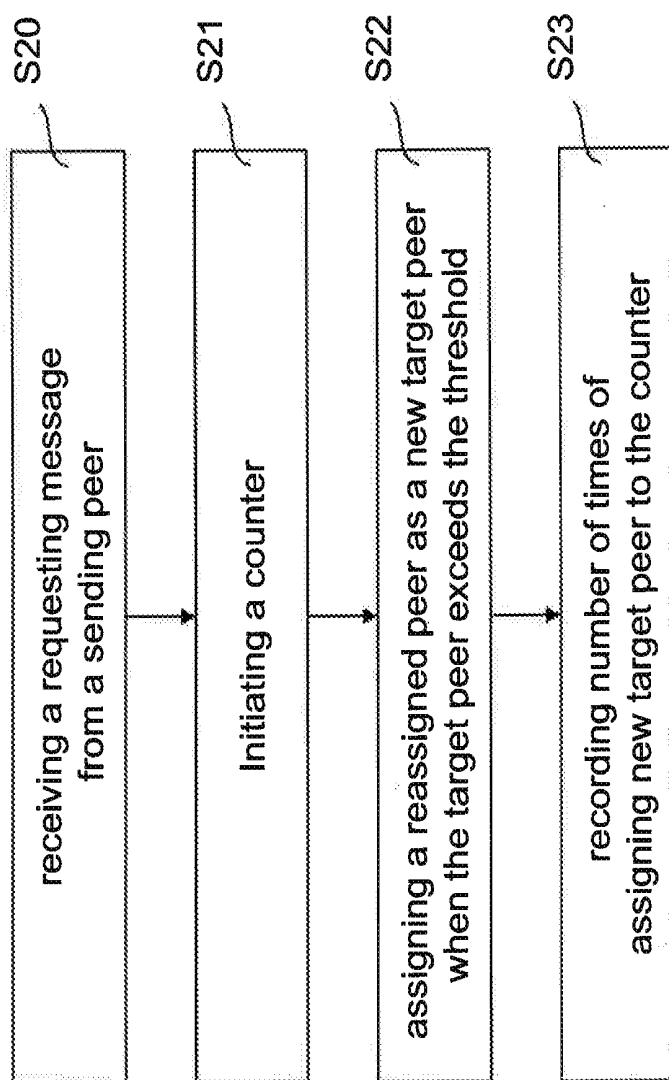 receiving a requesting message
from a sending peer
S20
Initiating a counter
S21
assigning a reassigned peer as a new target peer
when the target peer exceeds the threshold
S22
recording number of times of
assigning new target peer to the counter
S23